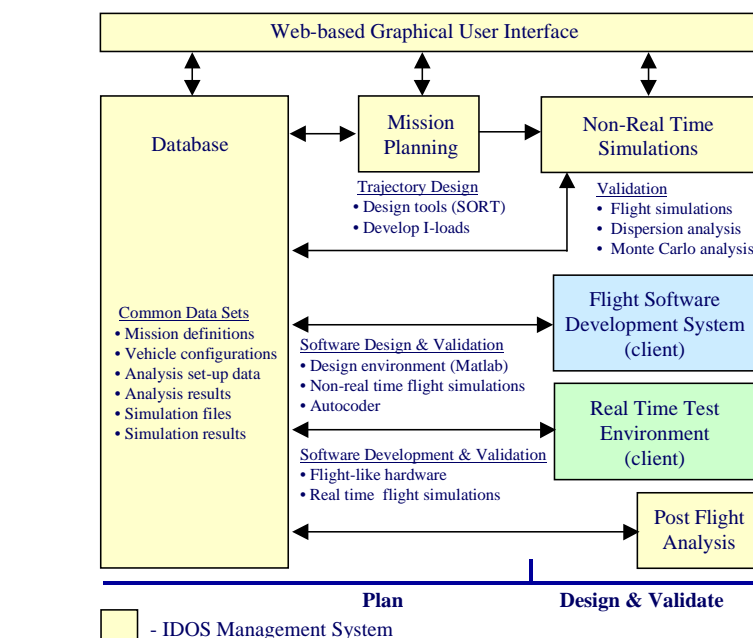 Web-based Graphical User Interface
Database
Mission
Planning
Non-Real Time
Simulations
Trajectory Design
• Design tools (SORT)
• Develop I-loads
Validation
• Flight simulations
• Dispersion analysis
• Monte Carlo analysis
Common Data Sets
• Mission definitions
• Vehicle configurations
• Analysis set-up data
• Analysis results
• Simulation files
• Simulation results
Flight Software
Development System
(client)
Software Design & Validation
• Design environment (Matlab)
• Non-real time flight simulations
• Autocoder
Real Time Test
Environment
(client)
Software Development & Validation
• Flight-like hardware
• Real time flight simulations
Post Flight
Analysis
Plan
Design & Validate
- IDOS Management System